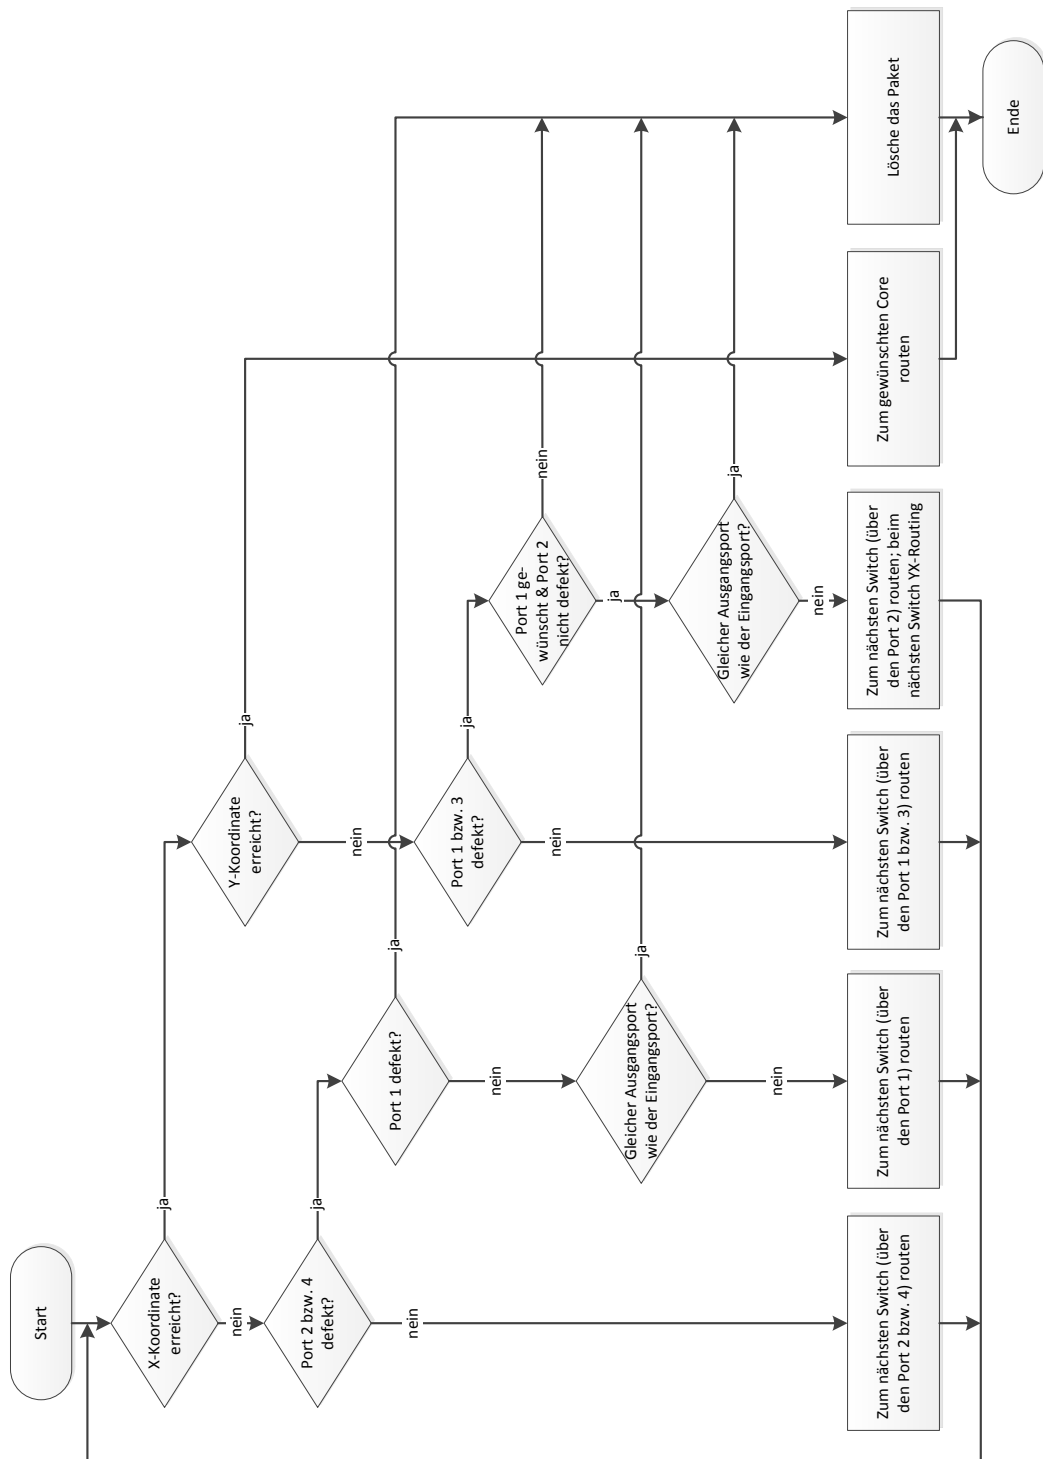 Start
X-Koordinate
erreicht?
ja
nein
Port 2 bzw. 4
defekt?
ja
nein
Zum nächsten Switch (über
den Port 2 bzw. 4) routen
Port 1 defekt?
ja
nein
Gleicher Ausgangsport
wie der Eingangsport?
ja
nein
Zum nächsten Switch (über
den Port 1) routen
Y-Koordinate
erreicht?
ja
nein
Port 1 bzw. 3
defekt?
ja
nein
Zum nächsten Switch (über
den Port 1 bzw. 3) routen
Port 1 ge-
wünscht & Port 2
nicht defekt?
nein
ja
Gleicher Ausgangsport
wie der Eingangsport?
ja
nein
Zum nächsten Switch (über
den Port 2) routen; beim
nächsten Switch YX-Routing
Zum gewünschten Core
routen
Lösche das Paket
Ende